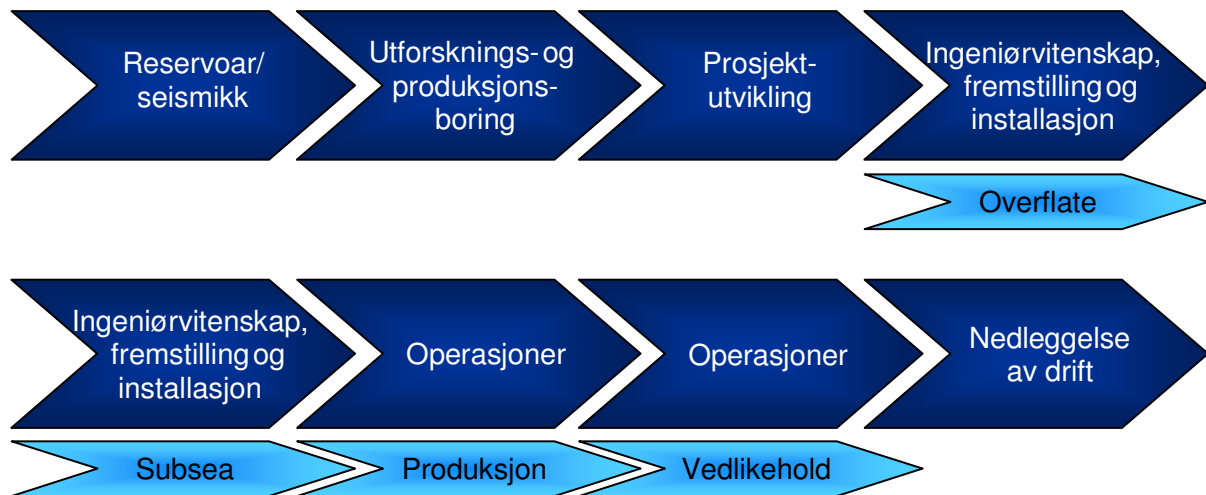 Reservoar/
seismikk
Utforsknings- og
produksjons-
boring
Prosjekt-
utvikling
Ingeniørvitenskap,
fremstilling og
installasjon
Overflate
Ingeniørvitenskap,
fremstilling og
installasjon
Operasjoner
Operasjoner
Nedleggelse
av drift
Subsea
Produksjon
Vedlikehold